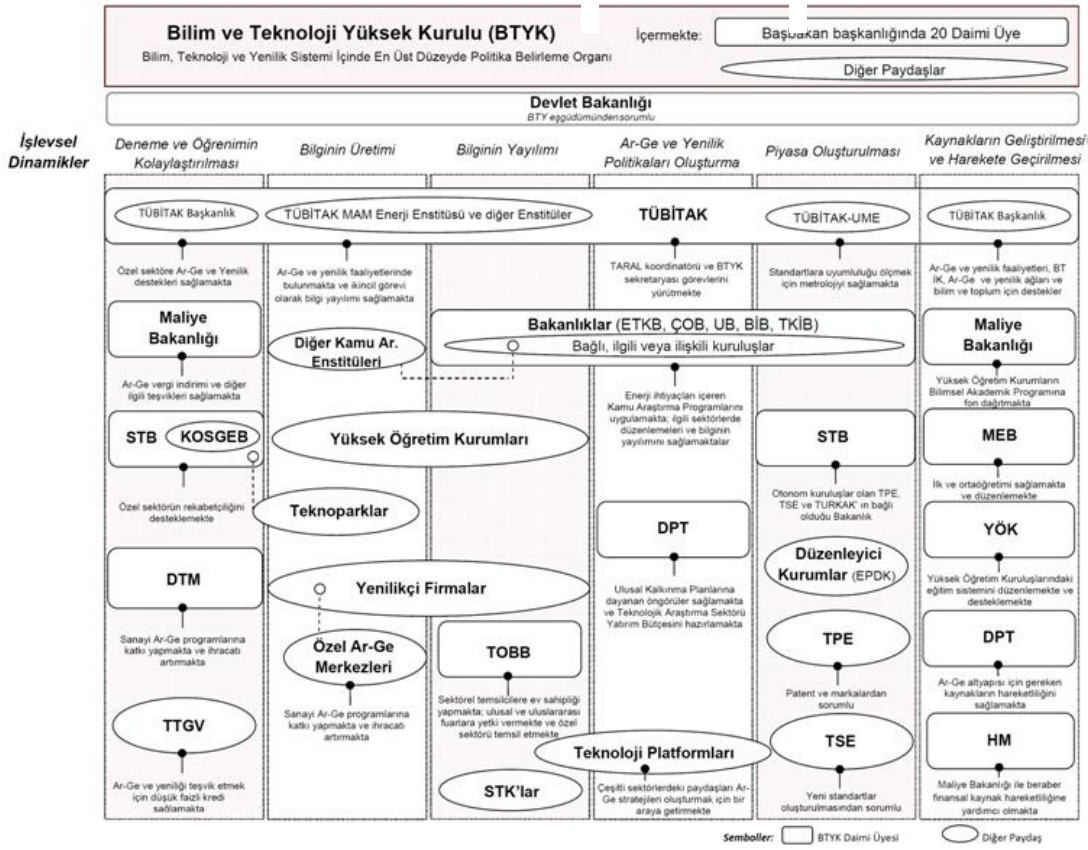 Bilim ve Teknoloji Yüksek Kurulu (BTYK)
Bilim, Teknoloji ve Yenilik Sistemi İçinde En Üst Düzeyde Politika Belirleme Organı
İçermekte:
Başbakan başkanlığında 20 Daimi Üye
Diğer Paydaşlar
Devlet Bakanlığı
BTY eşgüdümünden sorumlu
İşlevsel
Dinamikler
Deneme ve Öğrenimin
Kolaylaştırılması
Bilginin Üretimi
Bilginin Yayılımı
Ar-Ge ve Yenilik
Politikaları Oluşturma
Piyasa Oluşturulması
Kaynakların Geliştirilmesi
ve Harekete Geçirilmesi
TÜBİTAK Başkanlık
TÜBİTAK MAM Enerji Enstitüsü ve diğer Enstitüler
TÜBİTAK
TÜBİTAK-UME
TÜBİTAK Başkanlık
Özel sektöre Ar-Ge ve Yenilik
destekleri sağlamakta
Ar-Ge ve yenilik faaliyetlerinde
bulunmakta ve ikincil görevi
olarak bilgi yayılımı sağlamakta
TARAL koordinatörü ve BTYK
sekretaryası görevlerini
yürütmekte
Standartlara uyumluluğu ölçmek
için metrolojiyi sağlamakta
Ar-Ge ve yenilik faaliyetleri, BT
İK, Ar-Ge ve yenilik ağları ve
bilim ve toplum için destekler
Maliye
Bakanlığı
Diğer Kamu Ar.
Enstitüleri
Bakanlıklar (ETKB, ÇOB, UB, BİB, TKİB)
Bağlı, ilgili veya ilişkili kuruluşlar
Maliye
Bakanlığı
Ar-Ge vergi indirimi ve diğer
ilgili teşvikleri sağlamakta
Enerji ihtiyaçları içeren
Kamu Araştırma Programlarını
uygulamakta; ilgili sektörlerde
düzenlemeleri ve bilginin
yayılımını sağlamaktalar
Yüksek Öğretim Kurumların
Bilimsel Akademik Programına
fon dağıtmakta
STB KOSGEB
Yüksek Öğretim Kurumları
STB
MEB
Özel sektörün rekabetçiliğini
desteklemekte
Otonom kuruluşlar olan TPE,
TSE ve TURKAK' ın bağlı
olduğu Bakanlık
İlk ve ortaöğretimi sağlamakta
ve düzenlemekte
Teknoparklar
DPT
YÖK
DTM
Yenilikçi Firmalar
Ulusal Kalkınma Planlarına
dayanan öngörüler sağlamakta
ve Teknolojik Araştırma Sektörü
Yatırım Bütçesini hazırlamakta
Düzenleyici
Kurumlar (EPDK)
Yüksek Öğretim Kuruluşlarındaki
eğitim sistemini düzenlemekte ve
desteklemekte
Sanayi Ar-Ge programlarına
katkı yapmakta ve ihracatı
artırmakta
Özel Ar-Ge
Merkezleri
TOBB
TPE
DPT
Sanayi Ar-Ge programlarına
katkı yapmakta ve ihracatı
artırmakta
Sektörel temsilcilere ev sahipliği
yapmakta; ulusal ve uluslararası
fuarlara yetki vermekte ve özel
sektörü temsil etmekte
Patent ve markalardan
sorumlu
Ar-Ge altyapısı için gereken
kaynakların hareketliliğini
sağlamakta
TTGV
Teknoloji Platformları
TSE
HM
Ar-Ge ve yeniliği teşvik etmek
için düşük faizli kredi
sağlamakta
STK'lar
Çeşitli sektörlerdeki paydaşları Ar-
Ge stratejileri oluşturmak için bir
araya getirmekte
Yeni standartlar
oluşturulmasından sorumlu
Maliye Bakanlığı ile beraber
finansal kaynak hareketliliğine
yardımcı olmakta
Semboller: BTYK Daimi Üyesi Diğer Paydaş